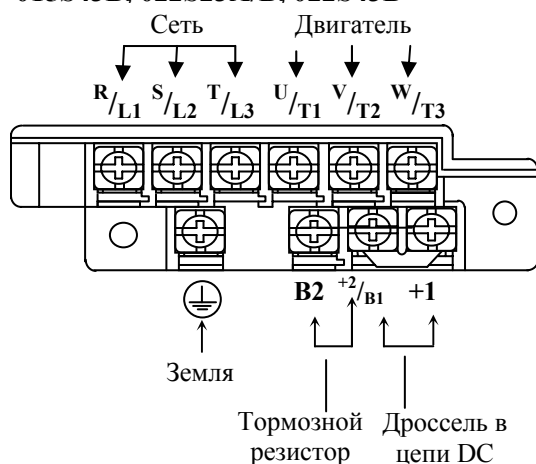 Сеть Двигатель
R/L1 S/L2 T/L3 U/T1 V/T2 W/T3
B2 +2/B1 +1
Земля
Тормозной резистор
Дроссель в цепи DC